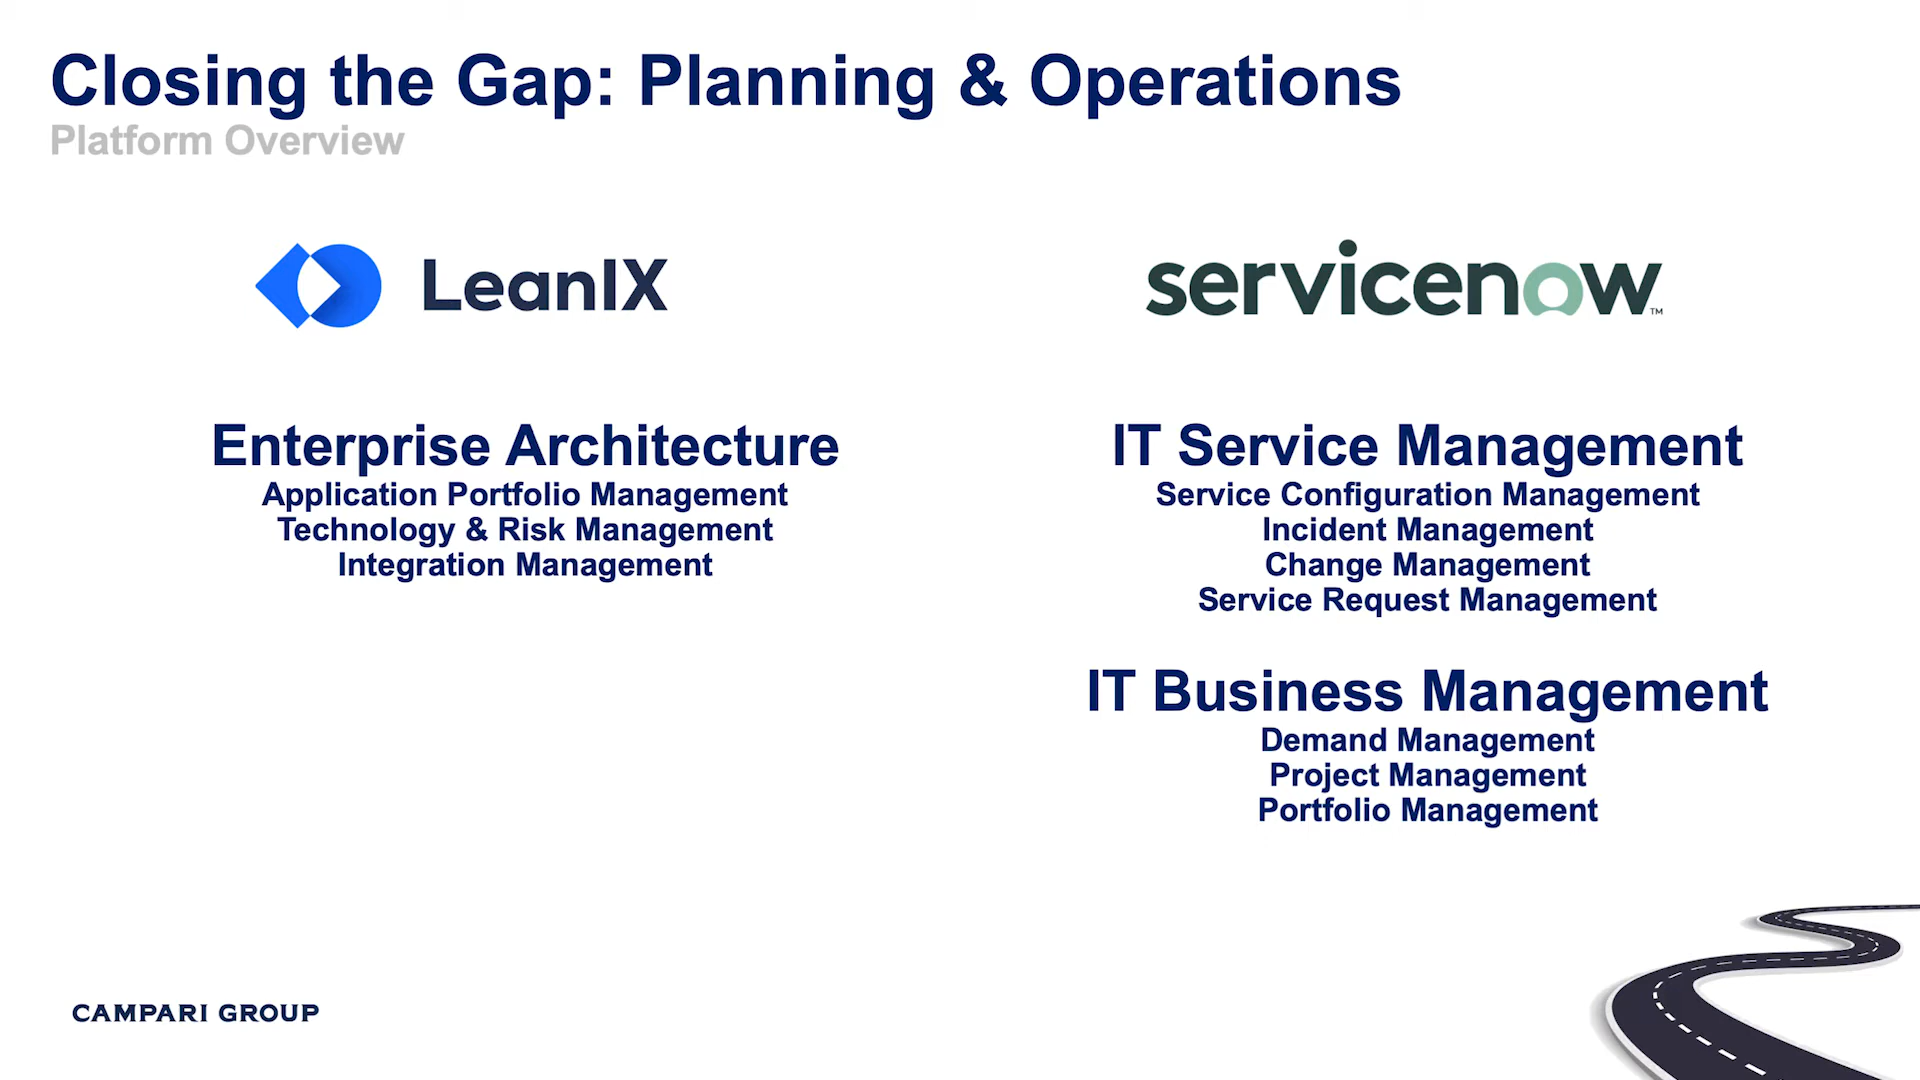 Closing the Gap: Planning & Operations
Platform Overview
LeanIX
servicenow™
Enterprise Architecture
Application Portfolio Management
Technology & Risk Management
Integration Management
IT Service Management
Service Configuration Management
Incident Management
Change Management
Service Request Management
IT Business Management
Demand Management
Project Management
Portfolio Management
CAMPARI GROUP